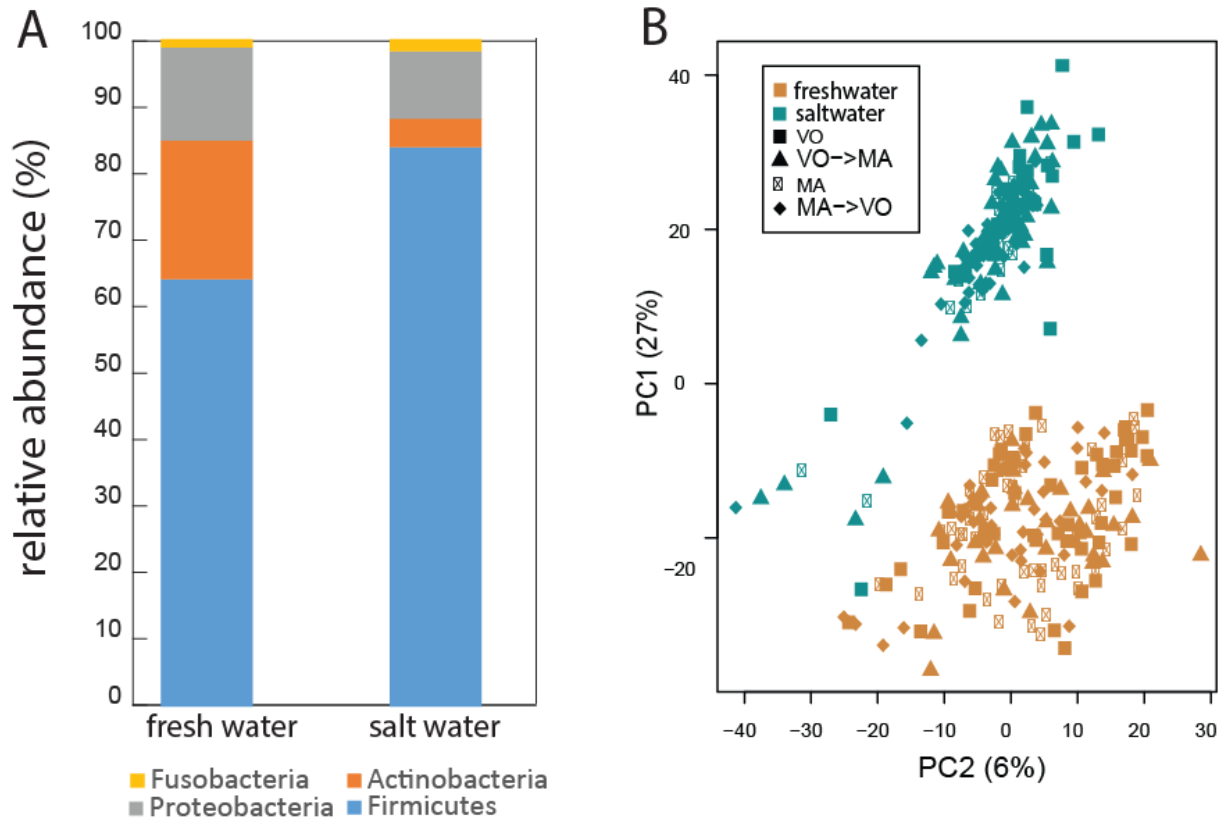 A
relative abundance (%)
100
90
80
70
60
50
40
30
20
10
0
fresh water
salt water
Fusobacteria
Actinobacteria
Proteobacteria
Firmicutes
B
freshwater
saltwater
VO
VO->MA
MA
MA->VO
PC1 (27%)
40
20
0
−20
−40
−30
−20
−10
0
10
20
30
PC2 (6%)